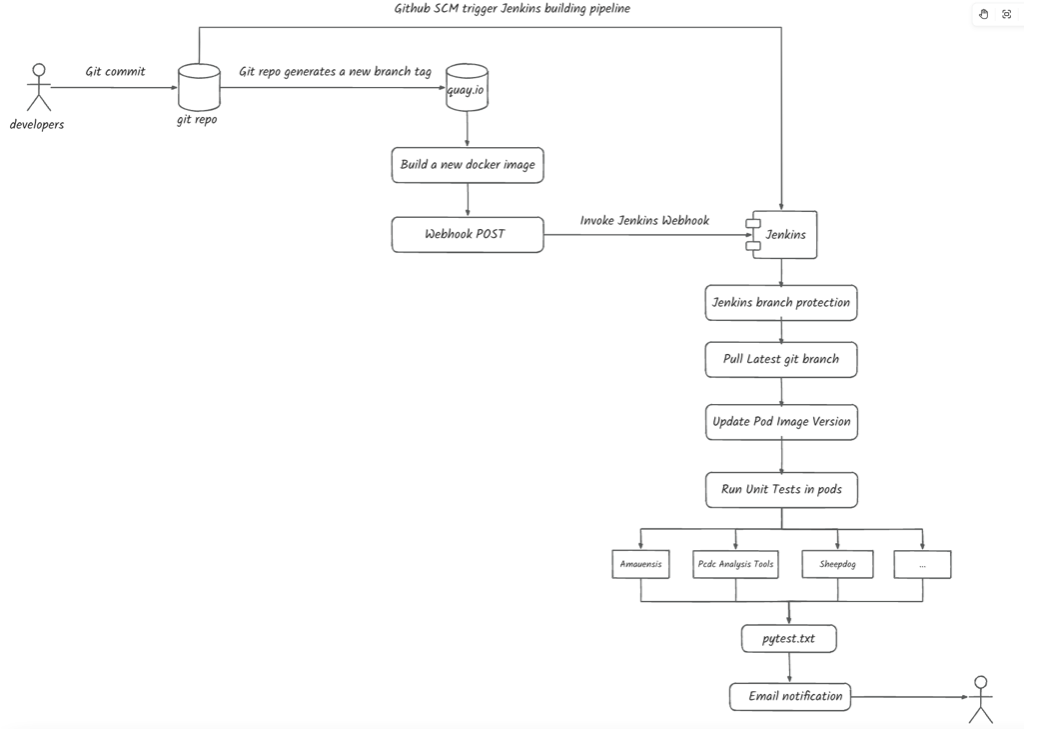 Github SCM trigger Jenkins building pipeline
Git commit
Git repo generates a new branch tag
quay.io
developers
git repo
Build a new docker image
Webhook POST
Invoke Jenkins Webhook
Jenkins
Jenkins branch protection
Pull Latest git branch
Update Pod Image Version
Run Unit Tests in pods
Amauensis
Pcdc Analysis Tools
Sheepdog
...
pytest.txt
Email notification